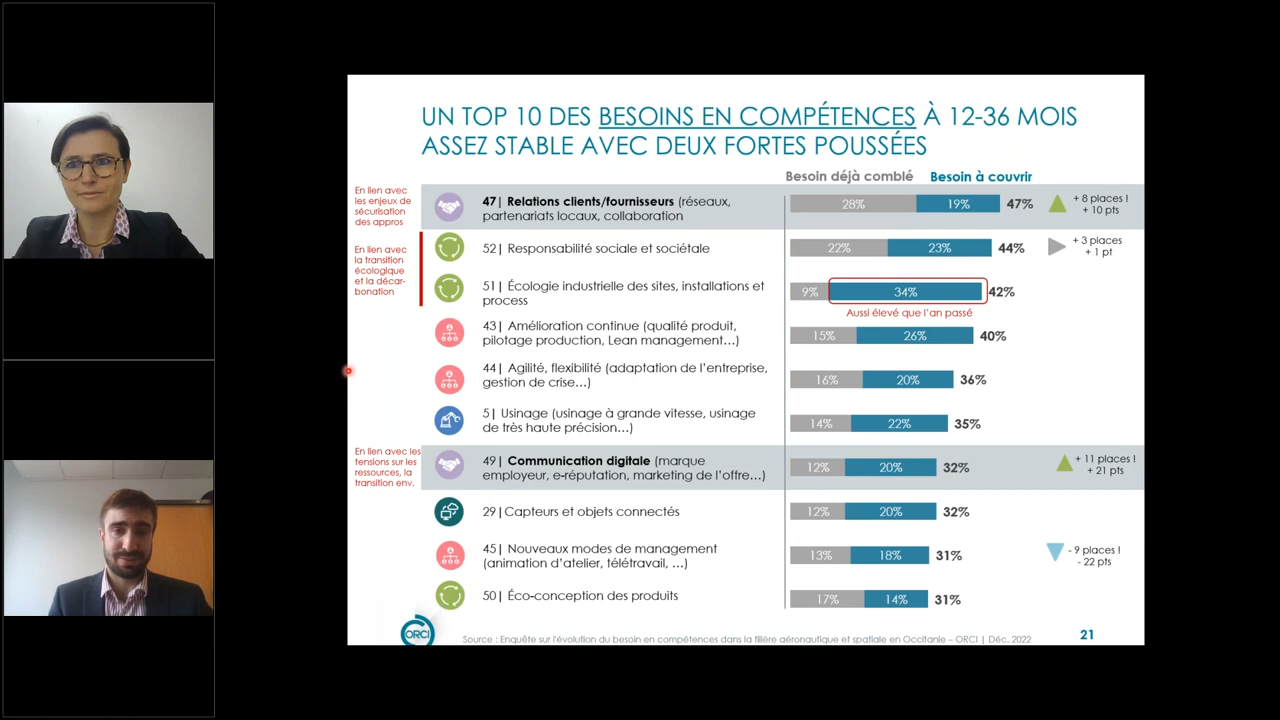 UN TOP 10 DES BESOINS EN COMPÉTENCES À 12-36 MOIS
ASSEZ STABLE AVEC DEUX FORTES POUSSÉES
Besoin déjà comblé
Besoin à couvrir
En lien avec
les enjeux de
sécurisation
des appros
47| Relations clients/fournisseurs (réseaux,
partenariats locaux, collaboration
28%
19%
47%
+ 8 places !
+ 10 pts
En lien avec
la transition
écologique
et la décar-
bonation
52| Responsabilité sociale et sociétale
22%
23%
44%
+ 3 places
+ 1 pt
51| Écologie industrielle des sites, installations et
process
9%
34%
42%
Aussi élevé que l'an passé
43| Amélioration continue (qualité produit,
pilotage production, Lean management…)
15%
26%
40%
44| Agilité, flexibilité (adaptation de l'entreprise,
gestion de crise…)
16%
20%
36%
5| Usinage (usinage à grande vitesse, usinage
de très haute précision…)
14%
22%
35%
En lien avec les
tensions sur les
ressources, la
transition env.
49| Communication digitale (marque
employeur, e-réputation, marketing de l'offre…)
12%
20%
32%
+ 11 places !
+ 21 pts
29|Capteurs et objets connectés
12%
20%
32%
45| Nouveaux modes de management
(animation d'atelier, télétravail, …)
13%
18%
31%
- 9 places !
- 22 pts
50| Éco-conception des produits
17%
14%
31%
ORCI
Source : Enquête sur l'évolution du besoin en compétences dans la filière aéronautique et spatiale en Occitanie – ORCI | Déc. 2022
21